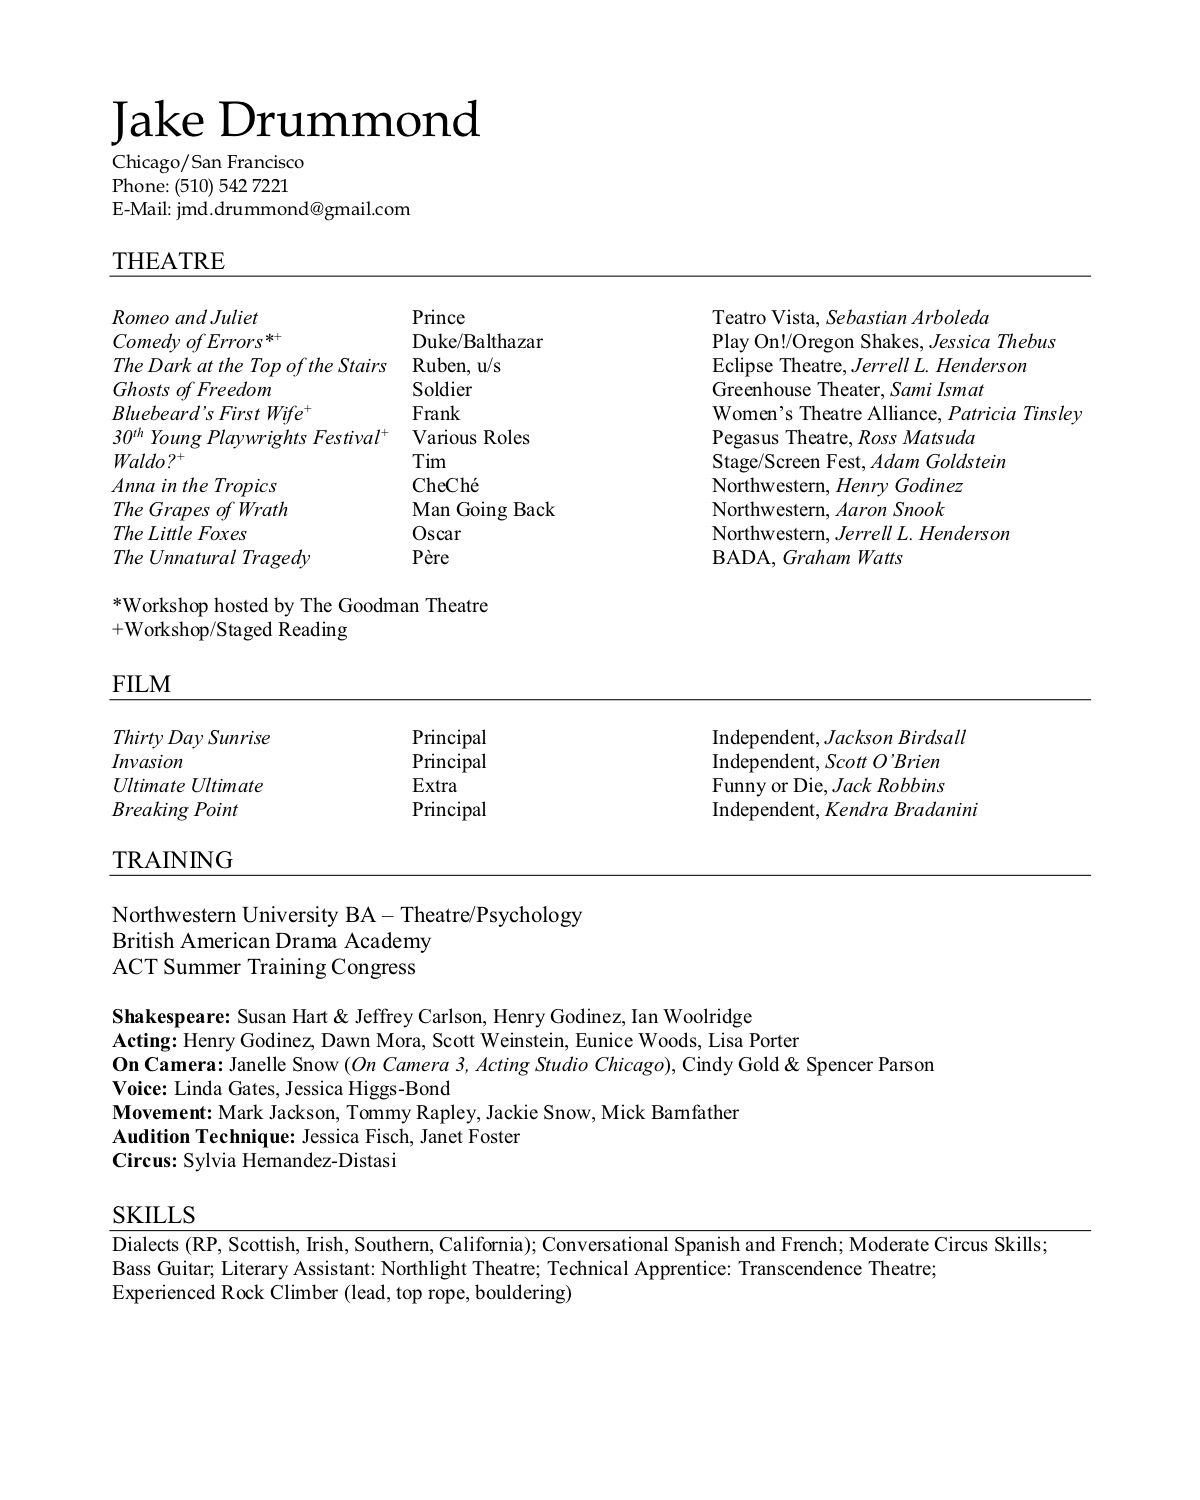 Jake Drummond
Chicago/San Francisco
Phone: (510) 542 7221
E-Mail: jmd.drummond@gmail.com
THEATRE
Romeo and Juliet Prince Teatro Vista, Sebastian Arboleda
Comedy of Errors*+ Duke/Balthazar Play On!/Oregon Shakes, Jessica Thebus
The Dark at the Top of the Stairs Ruben, u/s Eclipse Theatre, Jerrell L. Henderson
Ghosts of Freedom Soldier Greenhouse Theater, Sami Ismat
Bluebeard’s First Wife+ Frank Women’s Theatre Alliance, Patricia Tinsley
30th Young Playwrights Festival+ Various Roles Pegasus Theatre, Ross Matsuda
Waldo?+ Tim Stage/Screen Fest, Adam Goldstein
Anna in the Tropics CheChé Northwestern, Henry Godinez
The Grapes of Wrath Man Going Back Northwestern, Aaron Snook
The Little Foxes Oscar Northwestern, Jerrell L. Henderson
The Unnatural Tragedy Père BADA, Graham Watts
*Workshop hosted by The Goodman Theatre
+Workshop/Staged Reading
FILM
Thirty Day Sunrise Principal Independent, Jackson Birdsall
Invasion Principal Independent, Scott O’Brien
Ultimate Ultimate Extra Funny or Die, Jack Robbins
Breaking Point Principal Independent, Kendra Bradanini
TRAINING
Northwestern University BA – Theatre/Psychology
British American Drama Academy
ACT Summer Training Congress
Shakespeare: Susan Hart & Jeffrey Carlson, Henry Godinez, Ian Woolridge
Acting: Henry Godinez, Dawn Mora, Scott Weinstein, Eunice Woods, Lisa Porter
On Camera: Janelle Snow (On Camera 3, Acting Studio Chicago), Cindy Gold & Spencer Parson
Voice: Linda Gates, Jessica Higgs-Bond
Movement: Mark Jackson, Tommy Rapley, Jackie Snow, Mick Barnfather
Audition Technique: Jessica Fisch, Janet Foster
Circus: Sylvia Hernandez-Distasi
SKILLS
Dialects (RP, Scottish, Irish, Southern, California); Conversational Spanish and French; Moderate Circus Skills;
Bass Guitar; Literary Assistant: Northlight Theatre; Technical Apprentice: Transcendence Theatre;
Experienced Rock Climber (lead, top rope, bouldering)